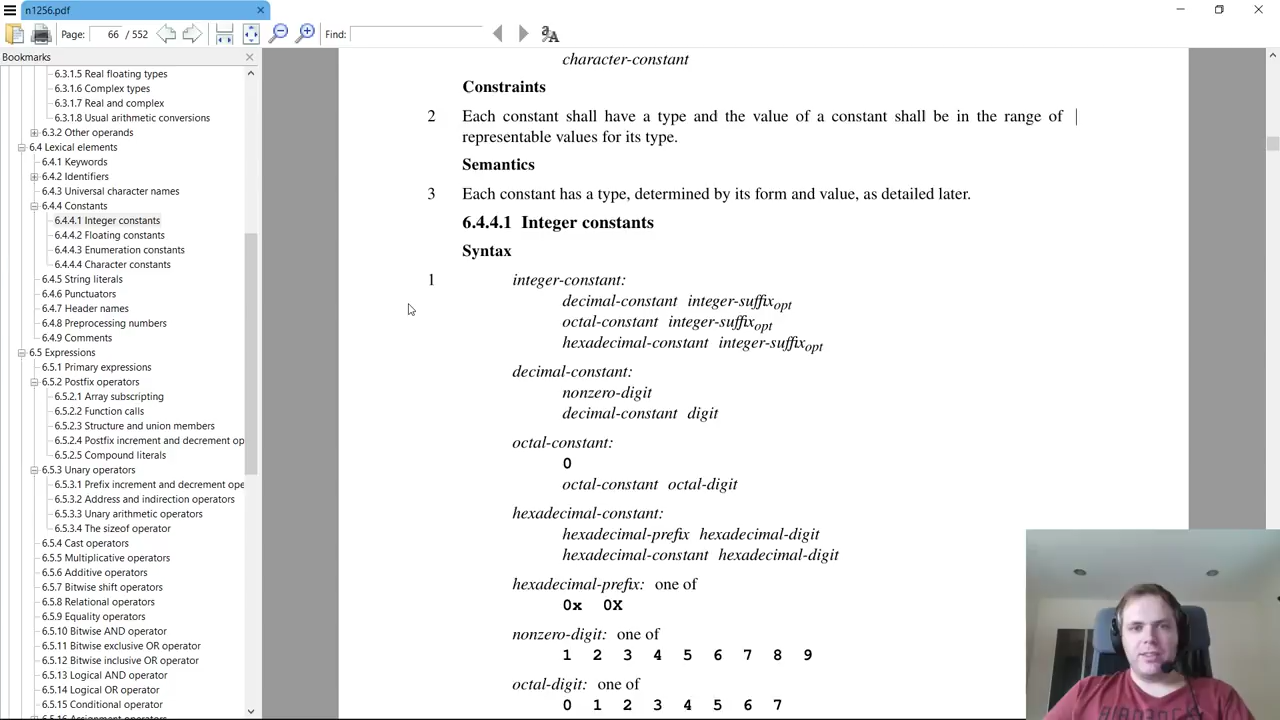 n1256.pdf
Page: 66 / 552 Find:
Bookmarks
6.3.1.5 Real floating types
6.3.1.6 Complex types
6.3.1.7 Real and complex
6.3.1.8 Usual arithmetic conversions
6.3.2 Other operands
6.4 Lexical elements
6.4.1 Keywords
6.4.2 Identifiers
6.4.3 Universal character names
6.4.4 Constants
6.4.4.1 Integer constants
6.4.4.2 Floating constants
6.4.4.3 Enumeration constants
6.4.4.4 Character constants
6.4.5 String literals
6.4.6 Punctuators
6.4.7 Header names
6.4.8 Preprocessing numbers
6.4.9 Comments
6.5 Expressions
6.5.1 Primary expressions
6.5.2 Postfix operators
6.5.2.1 Array subscripting
6.5.2.2 Function calls
6.5.2.3 Structure and union members
6.5.2.4 Postfix increment and decrement op
6.5.2.5 Compound literals
6.5.3 Unary operators
6.5.3.1 Prefix increment and decrement ope
6.5.3.2 Address and indirection operators
6.5.3.3 Unary arithmetic operators
6.5.3.4 The sizeof operator
6.5.4 Cast operators
6.5.5 Multiplicative operators
6.5.6 Additive operators
6.5.7 Bitwise shift operators
6.5.8 Relational operators
6.5.9 Equality operators
6.5.10 Bitwise AND operator
6.5.11 Bitwise exclusive OR operator
6.5.12 Bitwise inclusive OR operator
6.5.13 Logical AND operator
6.5.14 Logical OR operator
6.5.15 Conditional operator
6.5.16 Assignment operators
character-constant
Constraints
2 Each constant shall have a type and the value of a constant shall be in the range of
representable values for its type.
Semantics
3 Each constant has a type, determined by its form and value, as detailed later.
6.4.4.1 Integer constants
Syntax
1 integer-constant:
decimal-constant integer-suffixopt
octal-constant integer-suffixopt
hexadecimal-constant integer-suffixopt
decimal-constant:
nonzero-digit
decimal-constant digit
octal-constant:
0
octal-constant octal-digit
hexadecimal-constant:
hexadecimal-prefix hexadecimal-digit
hexadecimal-constant hexadecimal-digit
hexadecimal-prefix: one of
0x 0X
nonzero-digit: one of
1 2 3 4 5 6 7 8 9
octal-digit: one of
0 1 2 3 4 5 6 7